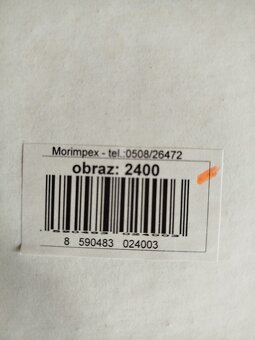 Morimpex - tel.:0508/26472
obraz: 2400
8 590483 024003